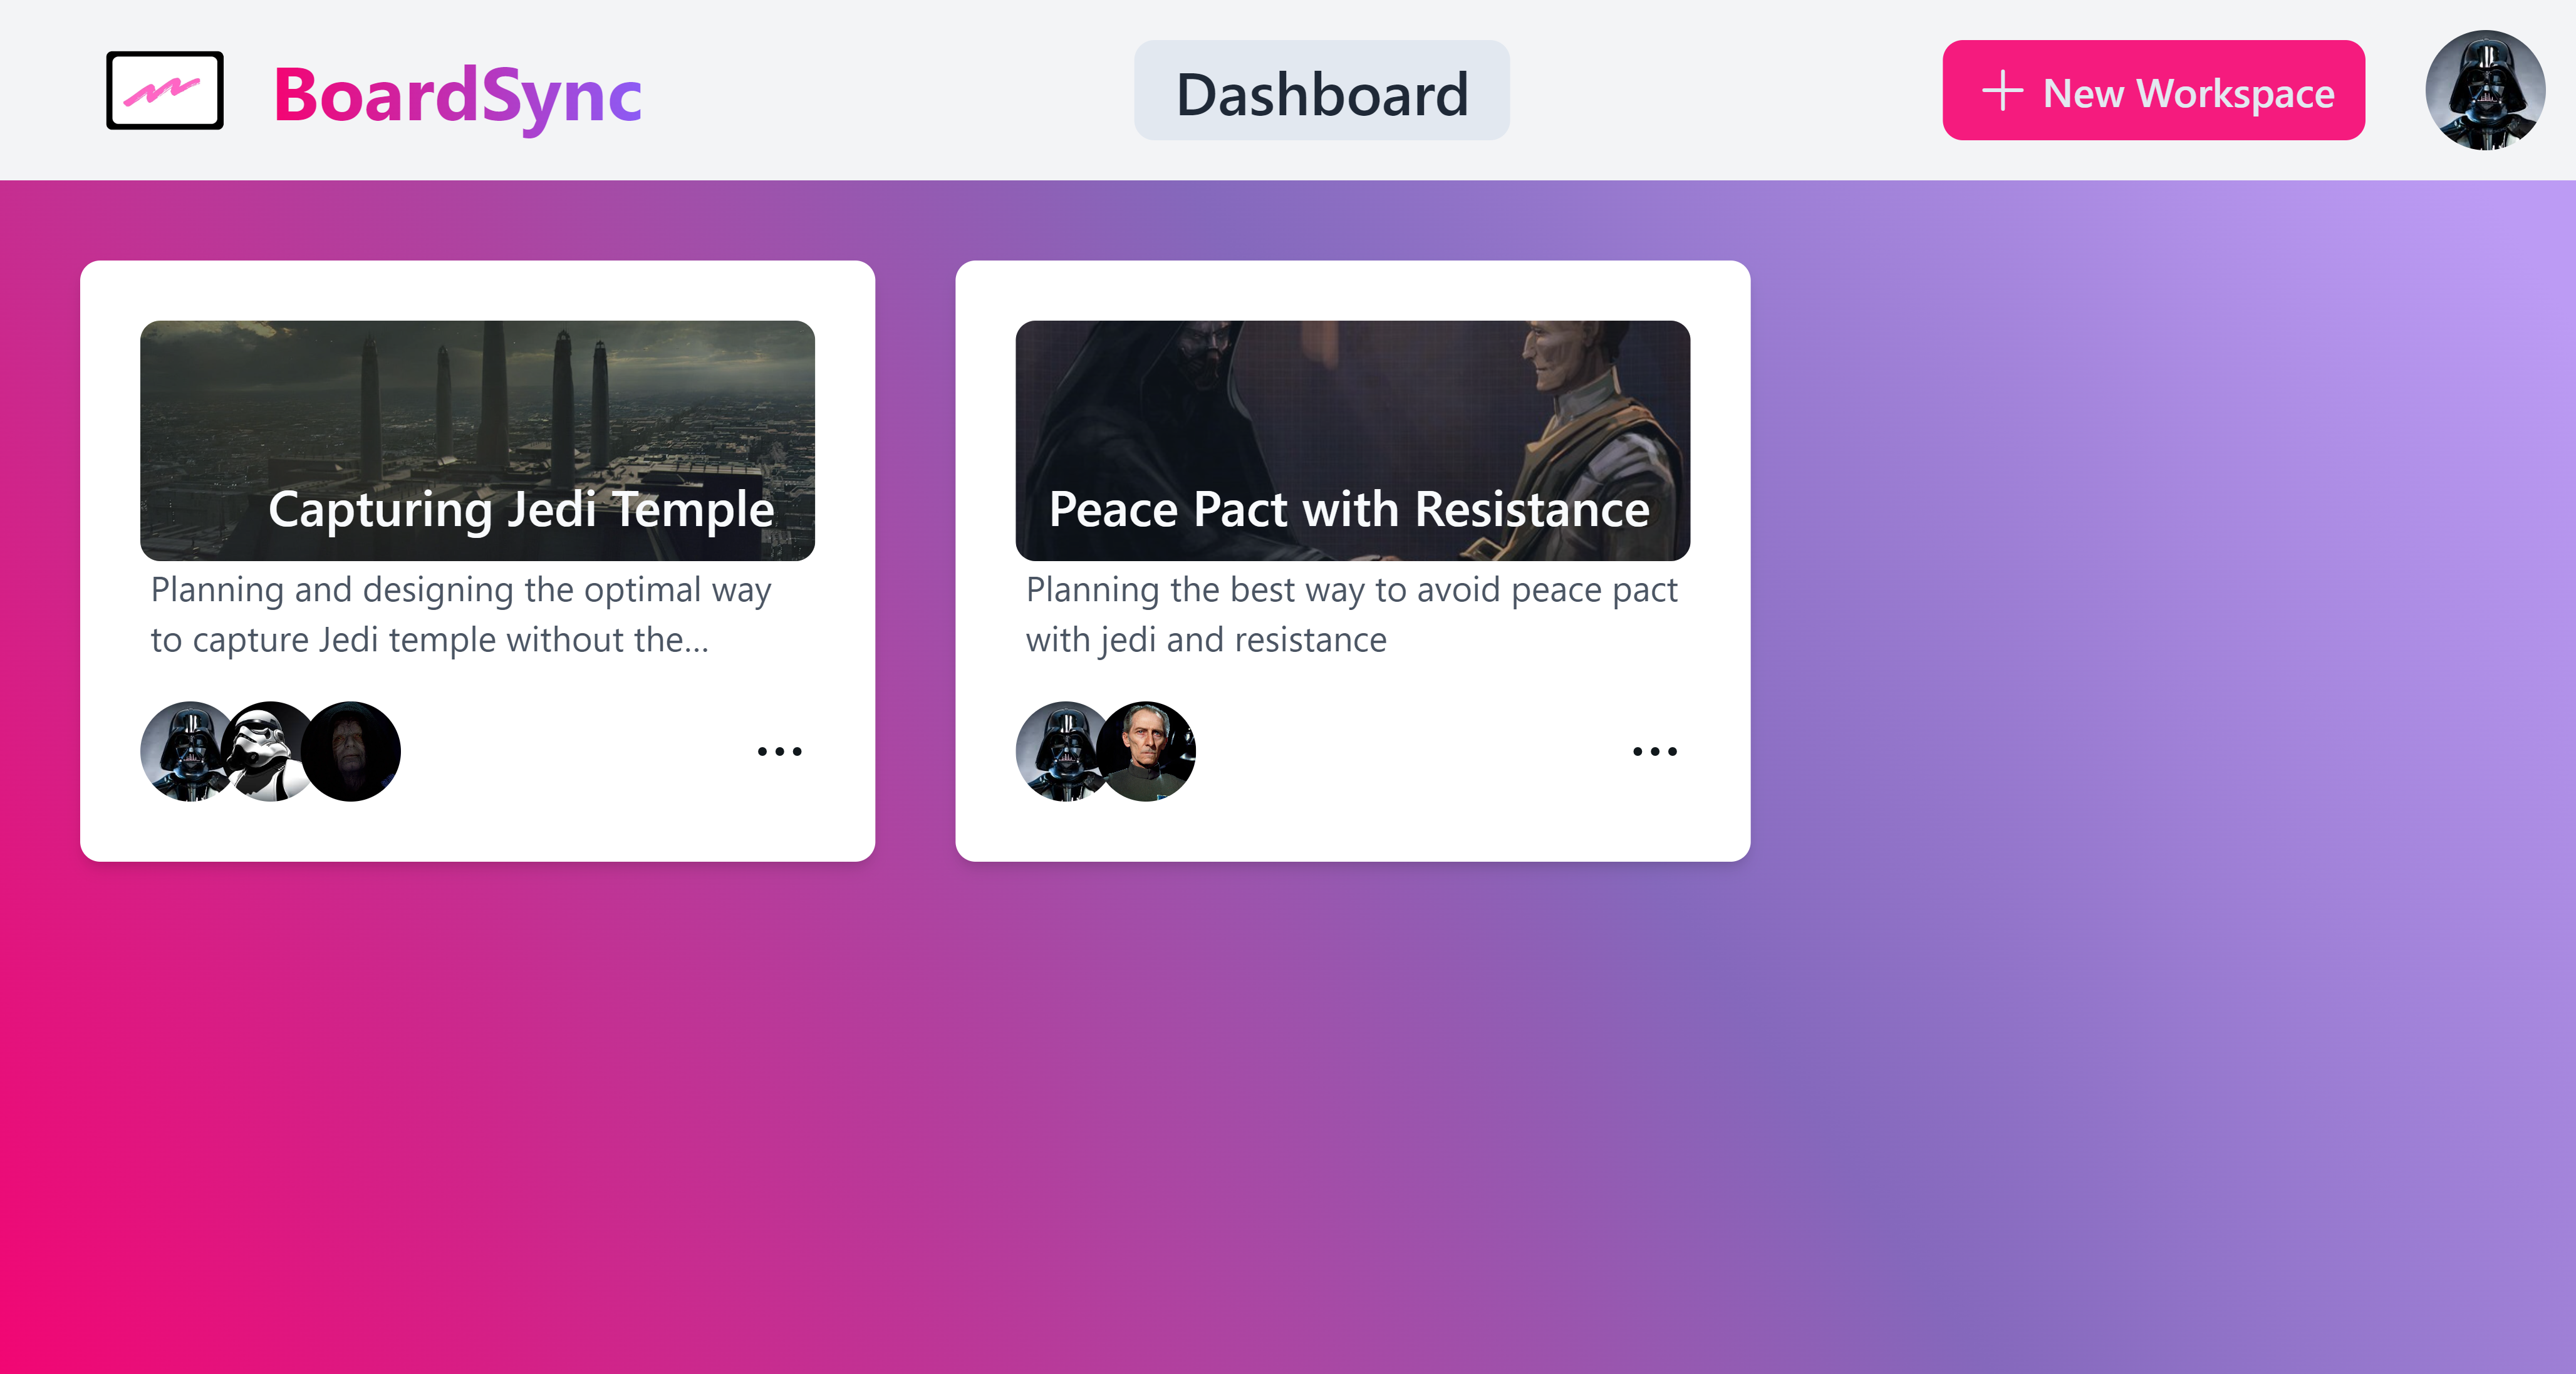 BoardSync
Dashboard
New Workspace
Capturing Jedi Temple
Planning and designing the optimal way
to capture Jedi temple without the...
Peace Pact with Resistance
Planning the best way to avoid peace pact
with jedi and resistance